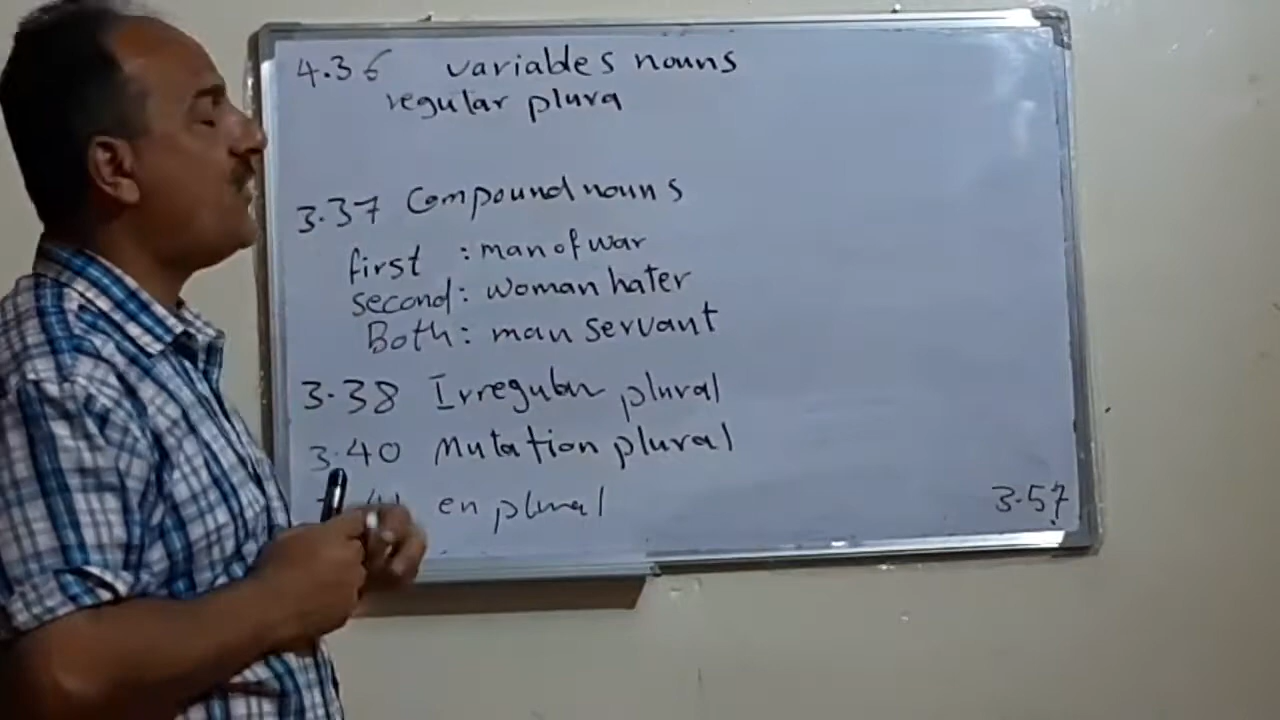 4.36 variables nouns
regular plura
3.37 Compound nouns
first : man of war
second: woman hater
Both: man servant
3.38 Irregular plural
3.40 Mutation plural
en plural
3.57